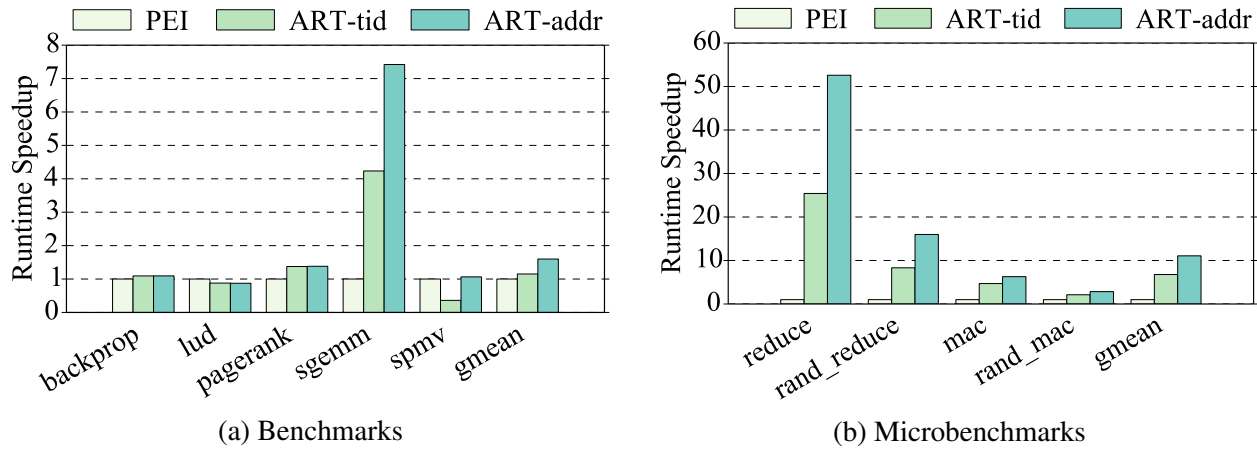 PEI ART-tid ART-addr
Runtime Speedup
8
7
6
5
4
3
2
1
0
backprop
lud
pagerank
sgemm
spmv
gmean
(a) Benchmarks
PEI ART-tid ART-addr
Runtime Speedup
60
50
40
30
20
10
0
reduce
rand_reduce
mac
rand_mac
gmean
(b) Microbenchmarks